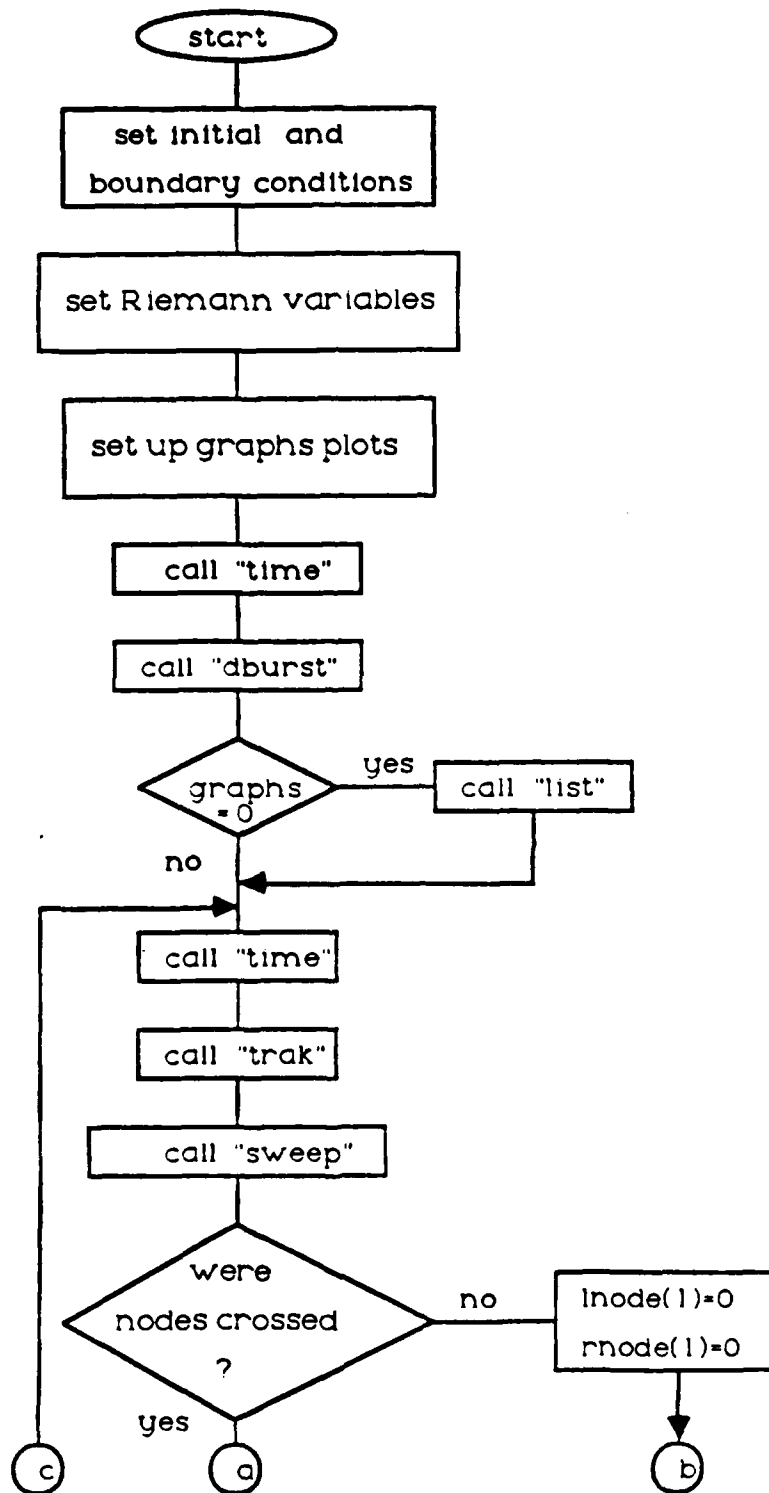 start
set initial and
boundary conditions
set Riemann variables
set up graphs plots
call "time"
call "dburst"
graphs
= 0
yes
call "list"
no
call "time"
call "trak"
call "sweep"
were
nodes crossed
?
no
lnode(1)=0
rnode(1)=0
yes
c
a
b